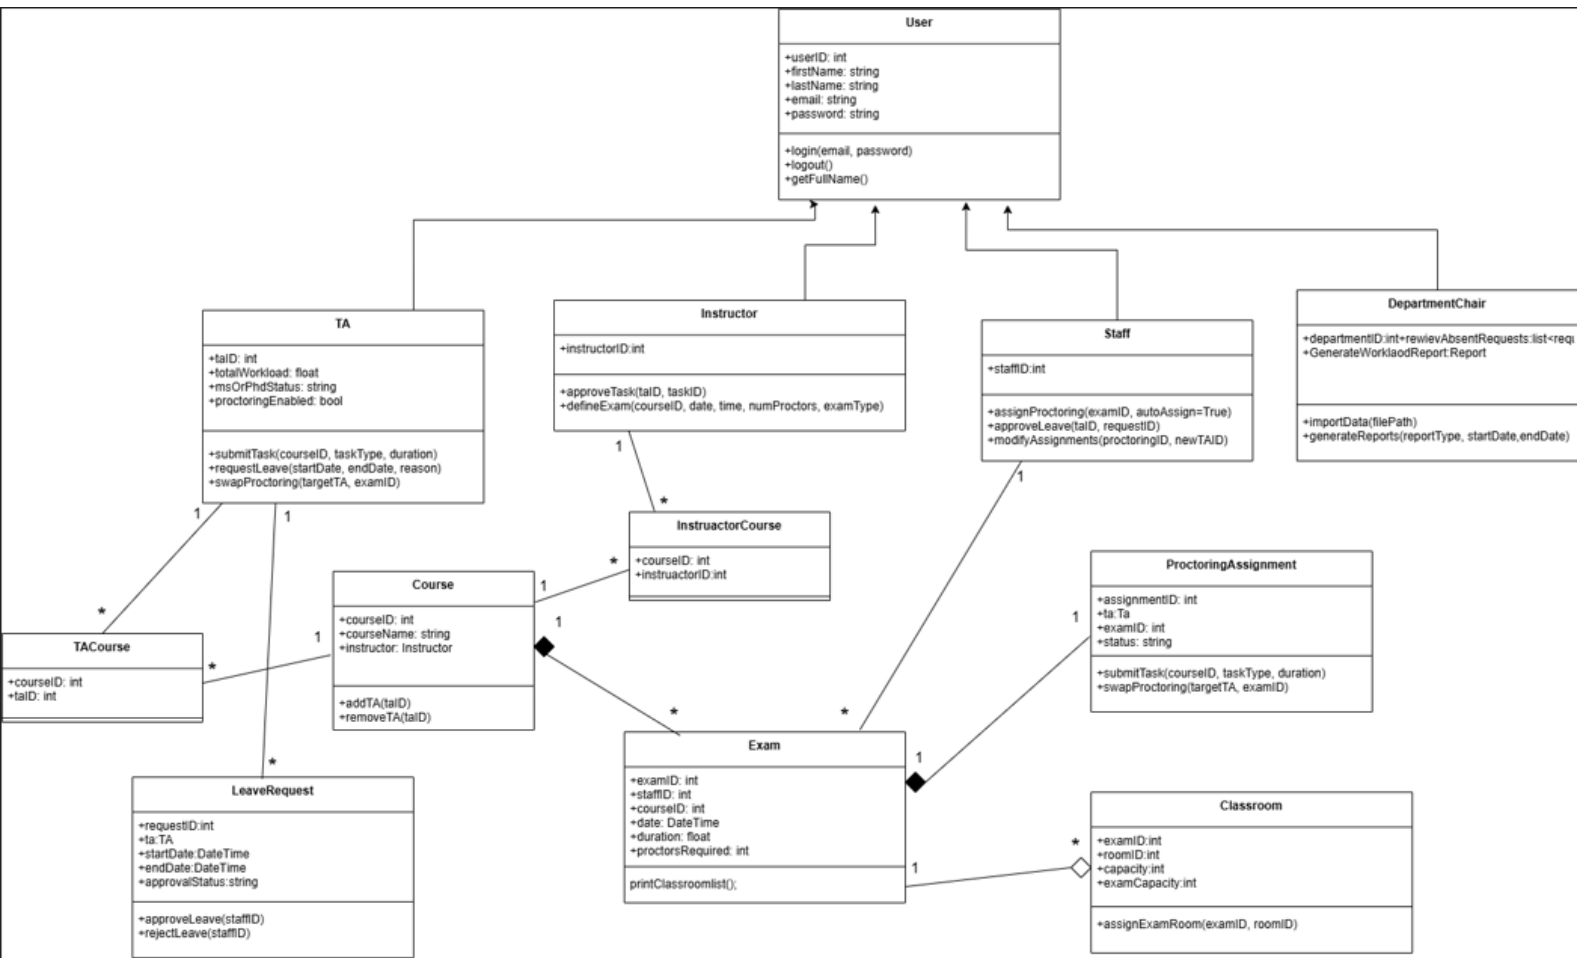 User
+userID: int
+firstName: string
+lastName: string
+email: string
+password: string
+login(email, password)
+logout()
+getFullName()
TA
+taID: int
+totalWorkload: float
+msOrPhdStatus: string
+proctoringEnabled: bool
+submitTask(courseID, taskType, duration)
+requestLeave(startDate, endDate, reason)
+swapProctoring(targetTA, examID)
Instructor
+instructorID:int
+approveTask(taID, taskID)
+defineExam(courseID, date, time, numProctors, examType)
Staff
+staffID:int
+assignProctoring(examID, autoAssign=True)
+approveLeave(taID, requestID)
+modifyAssignments(proctoringID, newTAID)
DepartmentChair
+departmentID:int+rewievAbsentRequests:list<requ
+GenerateWorklaodReport:Report
+importData(filePath)
+generateReports(reportType, startDate,endDate)
1
*
1
*
1
*
1
*
InstruactorCourse
+courseID: int
+instruactorID:int
1
*
Course
+courseID: int
+courseName: string
+instructor: Instructor
+addTA(taID)
+removeTA(taID)
1
*
TACourse
+courseID: int
+taID: int
1
*
ProctoringAssignment
+assignmentID: int
+ta:Ta
+examID: int
+status: string
+submitTask(courseID, taskType, duration)
+swapProctoring(targetTA, examID)
1
1
Exam
+examID: int
+staffID: int
+courseID: int
+date: DateTime
+duration: float
+proctorsRequired: int
printClassroomlist();
LeaveRequest
+requestID:int
+ta:TA
+startDate:DateTime
+endDate:DateTime
+approvalStatus:string
+approveLeave(staffID)
+rejectLeave(staffID)
1
*
Classroom
+examID:int
+roomID:int
+capacity:int
+examCapacity:int
+assignExamRoom(examID, roomID)